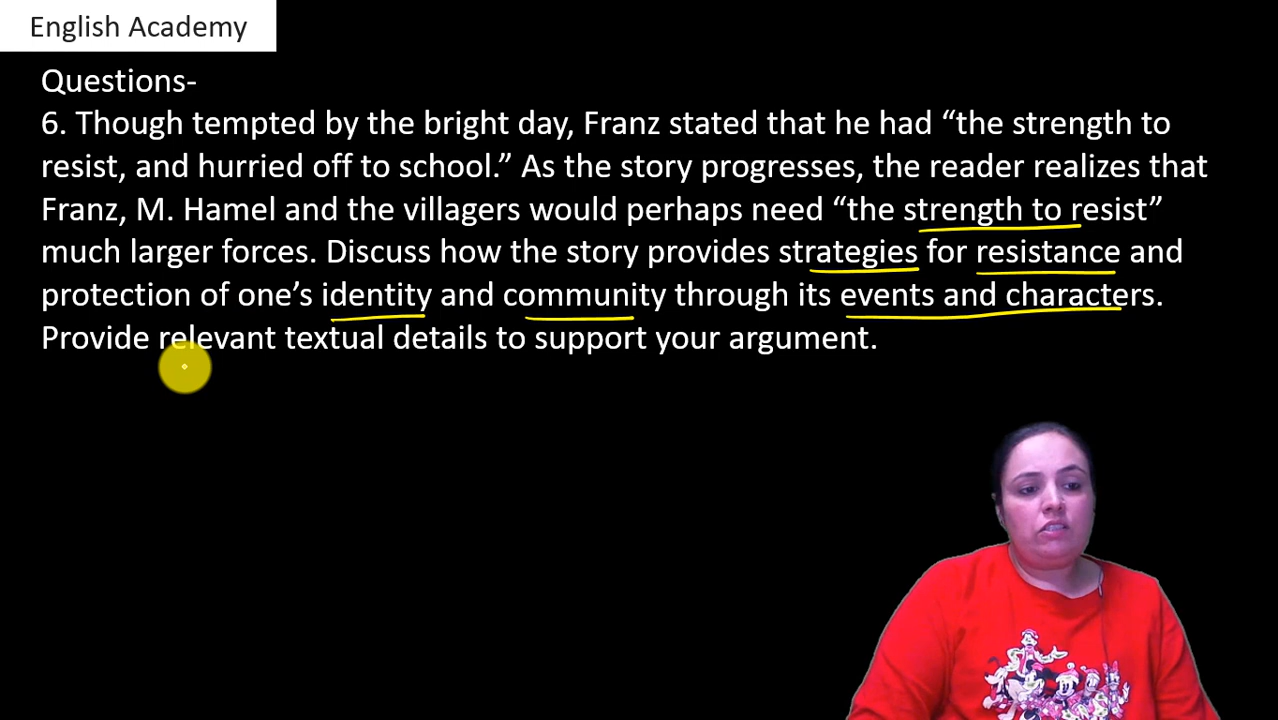 English Academy
Questions-
6. Though tempted by the bright day, Franz stated that he had “the strength to
resist, and hurried off to school.” As the story progresses, the reader realizes that
Franz, M. Hamel and the villagers would perhaps need “the strength to resist”
much larger forces. Discuss how the story provides strategies for resistance and
protection of one’s identity and community through its events and characters.
Provide relevant textual details to support your argument.